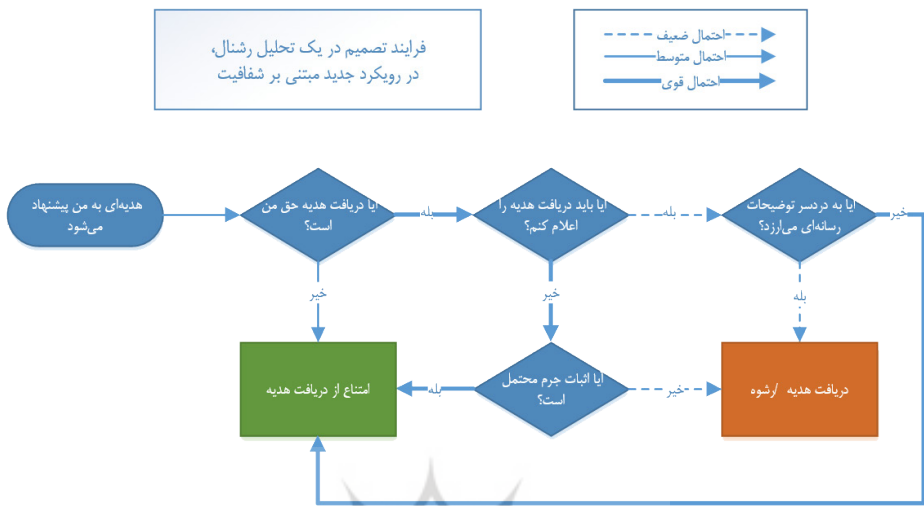 فرایند تصمیم در یک تحلیل رشنال،
در رویکرد جدید مبتنی بر شفافیت
احتمال ضعیف
احتمال متوسط
احتمال قوی
هدیه‌ای به من پیشنهاد
می‌شود
آیا دریافت هدیه حق من
است؟
بله
آیا باید دریافت هدیه را
اعلام کنم؟
بله
آیا به دردسر توضیحات
رسانه‌ای می‌ارزد؟
خیر
خیر
خیر
بله
امتناع از دریافت هدیه
بله
آیا اثبات جرم محتمل
است؟
خیر
دریافت هدیه / رشوه